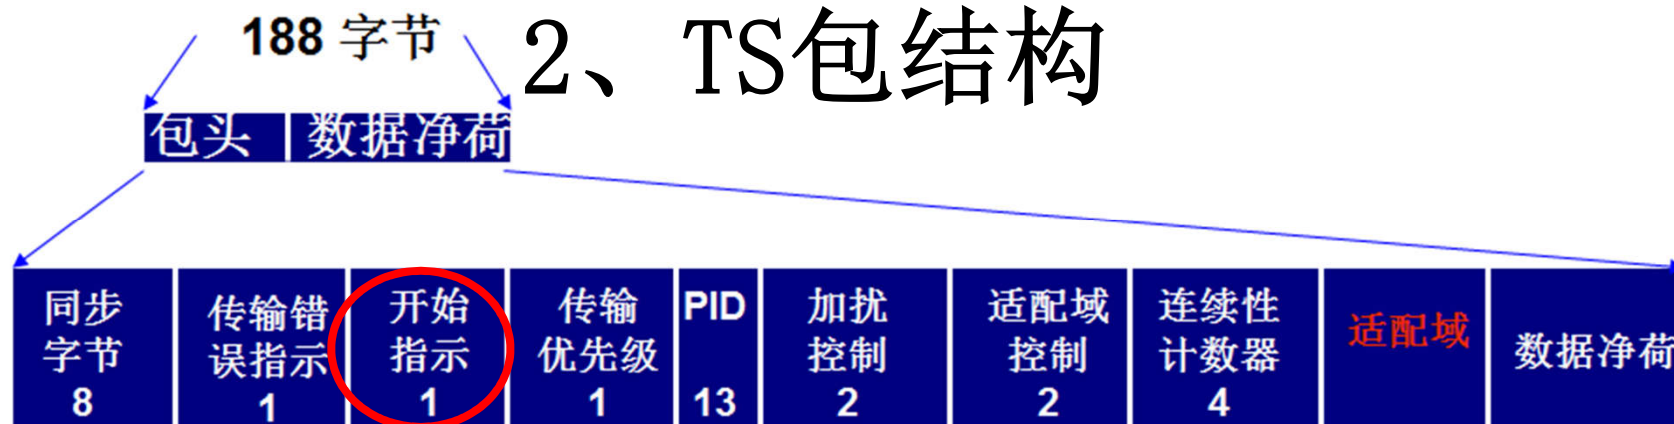 188 字节
2、TS包结构
包头 数据净荷
同步
字节
8
传输错
误指示
1
开始
指示
1
传输
优先级
1
PID
13
加扰
控制
2
适配域
控制
2
连续性
计数器
4
适配域
数据净荷